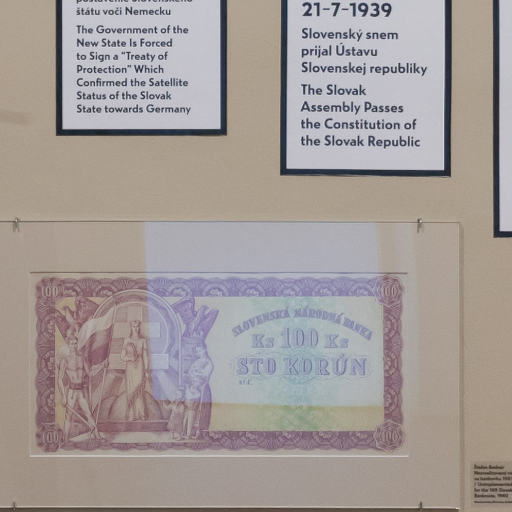 štátu voči Nemecku
The Government of the
New State Is Forced
to Sign a “Treaty of
Protection” Which
Confirmed the Satellite
Status of the Slovak
State towards Germany
21–7–1939
Slovenský snem
prijal Ústavu
Slovenskej republiky
The Slovak
Assembly Passes
the Constitution of
the Slovak Republic
100
100
SLOVENSKÁ NÁRODNÁ BANKA
Ks 100 Ks
STO KORÚN
100
100